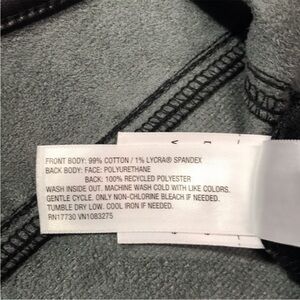 FRONT BODY: 99% COTTON / 1% LYCRA® SPANDEX
BACK BODY: FACE: POLYURETHANE
BACK: 100% RECYCLED POLYESTER
WASH INSIDE OUT. MACHINE WASH COLD WITH LIKE COLORS.
GENTLE CYCLE. ONLY NON-CHLORINE BLEACH IF NEEDED.
TUMBLE DRY LOW. COOL IRON IF NEEDED.
RN17730 VN1083275